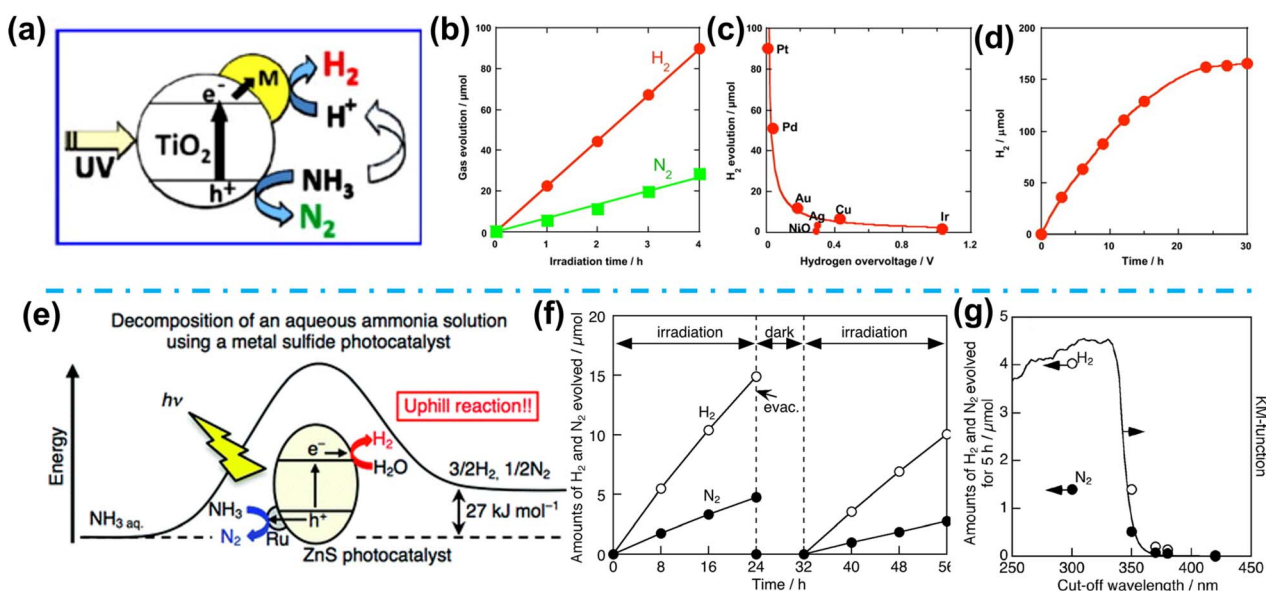 (a)
H₂
M
e⁻
H⁺
TiO₂
UV
NH₃
h⁺
N₂
(b)
100
80
60
40
20
0
Gas evolution / μmol
H₂
N₂
0 1 2 3 4
Irradiation time / h
(c)
100
80
60
40
20
0
H₂ evolution / μmol
Pt
Pd
Au
Ag
Cu
NiO
Ir
0 0.4 0.8 1.2
Hydrogen overvoltage / V
(d)
200
150
100
50
0
H₂ / μmol
0 10 20 30
Time / h
(e)
Decomposition of an aqueous ammonia solution
using a metal sulfide photocatalyst
Energy
hν
Uphill reaction!!
e⁻
H₂
H₂O
3/2H₂, 1/2N₂
27 kJ mol⁻¹
NH₃ aq.
NH₃
h⁺
N₂
Ru
ZnS photocatalyst
(f)
20
15
10
5
0
Amounts of H₂ and N₂ evolved / μmol
irradiation dark irradiation
evac.
H₂
N₂
0 8 16 24 32 40 48 56
Time / h
(g)
5
4
3
2
1
0
Amounts of H₂ and N₂ evolved
for 5 h / μmol
H₂
N₂
KM-function
250 300 350 400 450
Cut-off wavelength / nm